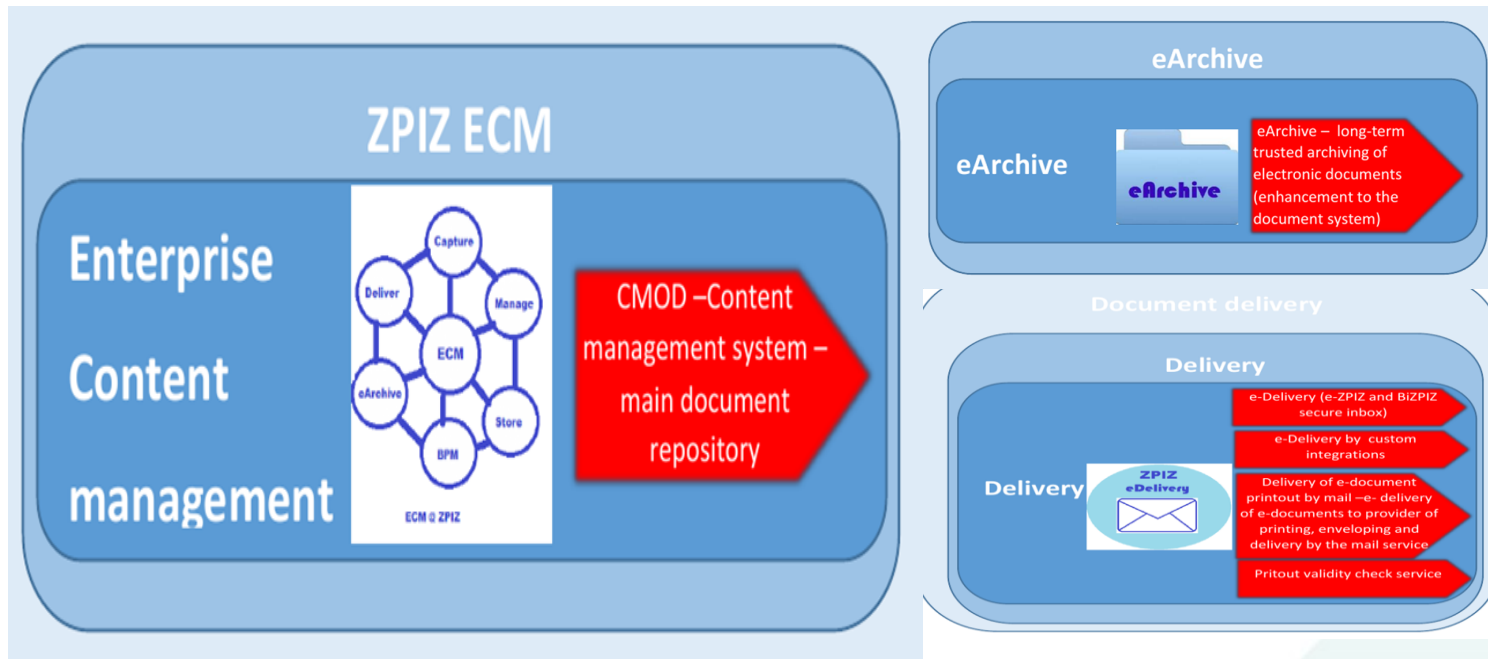 ZPIZ ECM
Enterprise
Content
management
Capture
Deliver
Manage
ECM
eArchive
Store
BPM
ECM @ ZPIZ
CMOD –Content
management system –
main document
repository
eArchive
eArchive
eArchive
eArchive – long-term
trusted archiving of
electronic documents
(enhancement to the
document system)
Document delivery
Delivery
Delivery
ZPIZ
eDelivery
e-Delivery (e-ZPIZ and BiZPIZ
secure inbox)
e-Delivery by custom
integrations
Delivery of e-document
printout by mail –e- delivery
of e-documents to provider of
printing, enveloping and
delivery by the mail service
Pritout validity check service